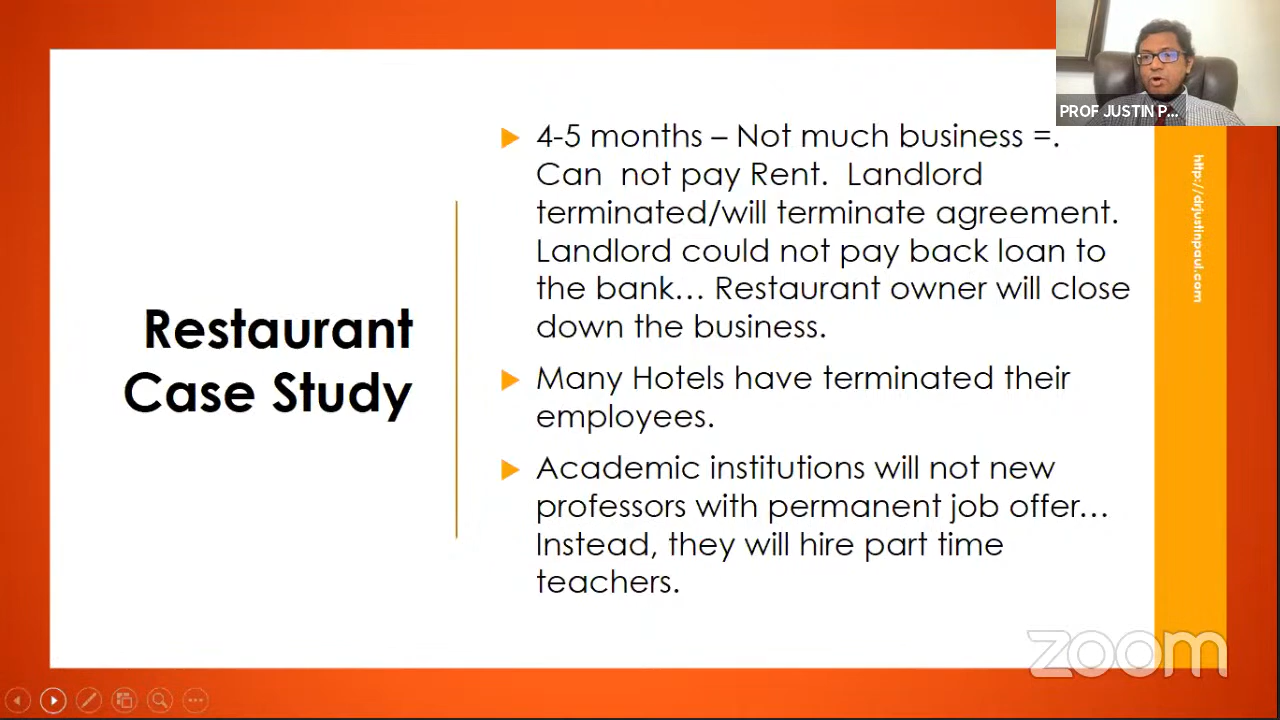 PROF JUSTIN P...
4-5 months – Not much business =.
Can not pay Rent. Landlord
terminated/will terminate agreement.
Landlord could not pay back loan to
the bank… Restaurant owner will close
down the business.
Restaurant
Case Study
Many Hotels have terminated their
employees.
Academic institutions will not new
professors with permanent job offer…
Instead, they will hire part time
teachers.
http://drjustinpaul.com
zoom